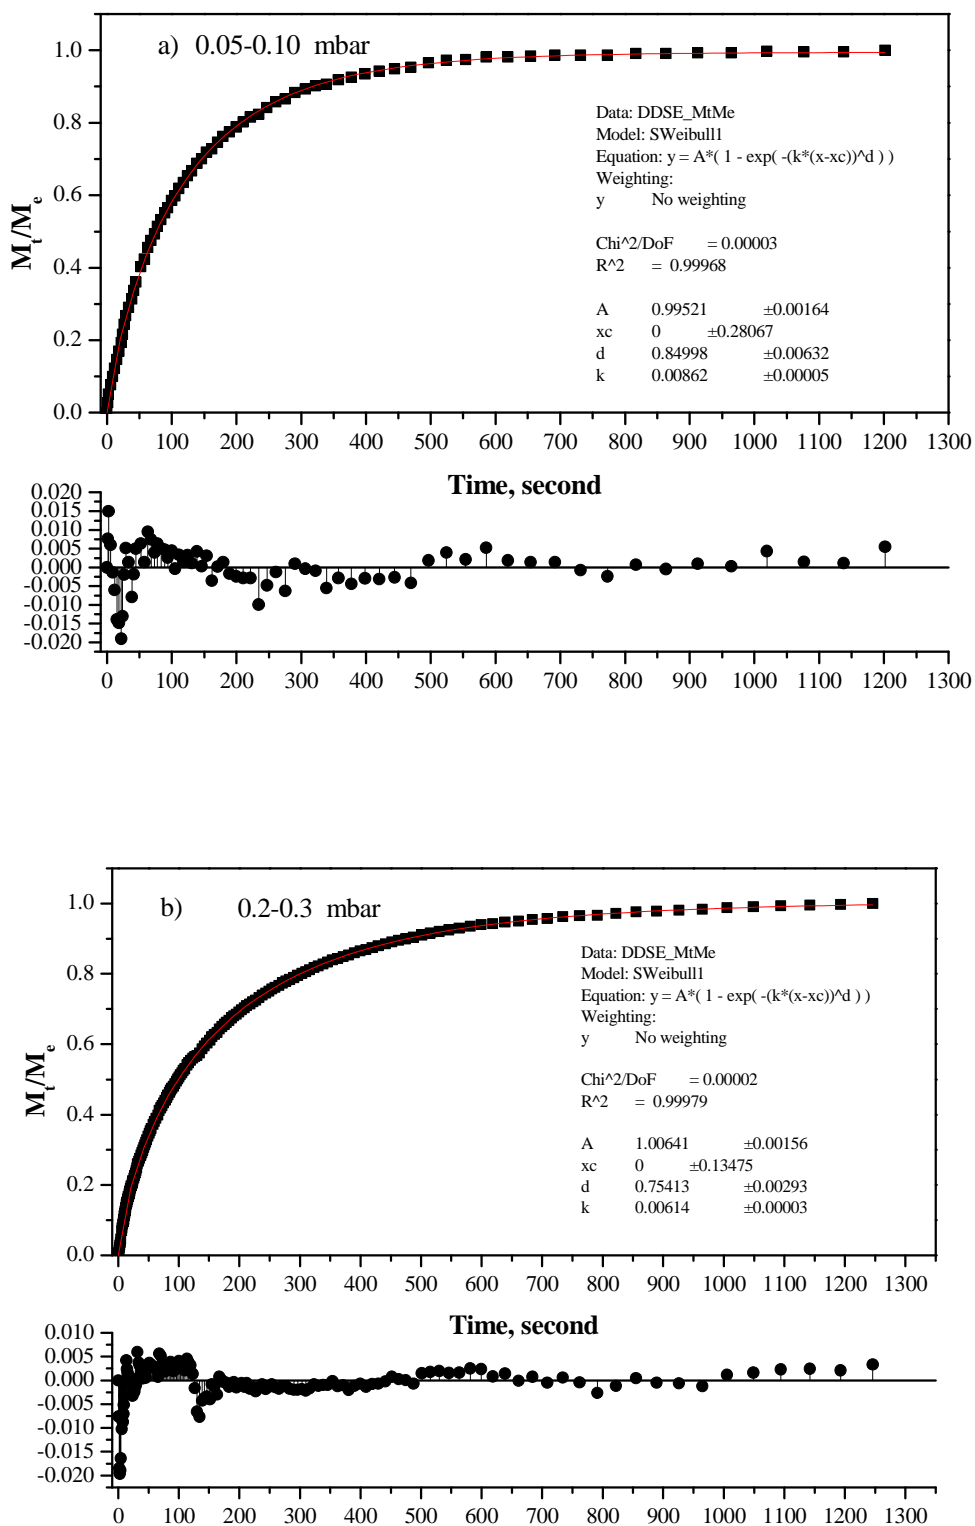 a) 0.05-0.10 mbar
1.0
0.8
0.6
0.4
0.2
0.0
M_t/M_e
Data: DDSE_MtMe
Model: SWeibull1
Equation: y = A*( 1 - exp( -(k*(x-xc))^d ) )
Weighting:
y No weighting
Chi^2/DoF = 0.00003
R^2 = 0.99968
A 0.99521 ±0.00164
xc 0 ±0.28067
d 0.84998 ±0.00632
k 0.00862 ±0.00005
0 100 200 300 400 500 600 700 800 900 1000 1100 1200 1300
Time, second
0.020
0.015
0.010
0.005
0.000
-0.005
-0.010
-0.015
-0.020
0 100 200 300 400 500 600 700 800 900 1000 1100 1200 1300
b) 0.2-0.3 mbar
1.0
0.8
0.6
0.4
0.2
0.0
M_t/M_e
Data: DDSE_MtMe
Model: SWeibull1
Equation: y = A*( 1 - exp( -(k*(x-xc))^d ) )
Weighting:
y No weighting
Chi^2/DoF = 0.00002
R^2 = 0.99979
A 1.00641 ±0.00156
xc 0 ±0.13475
d 0.75413 ±0.00293
k 0.00614 ±0.00003
0 100 200 300 400 500 600 700 800 900 1000 1100 1200 1300
Time, second
0.010
0.005
0.000
-0.005
-0.010
-0.015
-0.020
0 100 200 300 400 500 600 700 800 900 1000 1100 1200 1300